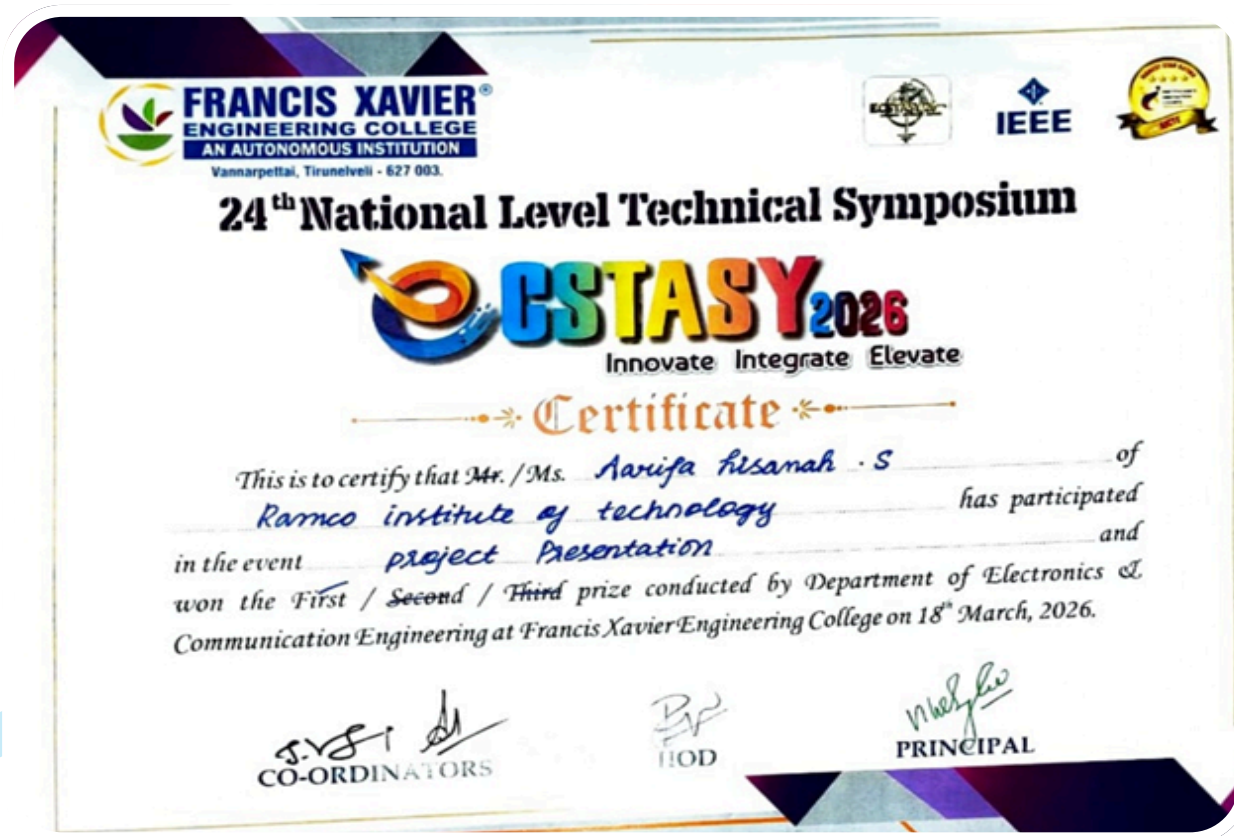 FRANCIS XAVIER®
ENGINEERING COLLEGE
AN AUTONOMOUS INSTITUTION
Vannarpettai, Tirunelveli - 627 003.
IEEE
24th National Level Technical Symposium
eCSTASY 2026
Innovate Integrate Elevate
Certificate
This is to certify that Mr. / Ms. Aarifa hisanah . S of
Ramco institute of technology has participated
in the event project Presentation and
won the First / Second / Third prize conducted by Department of Electronics &
Communication Engineering at Francis Xavier Engineering College on 18th March, 2026.
CO-ORDINATORS
HOD
PRINCIPAL